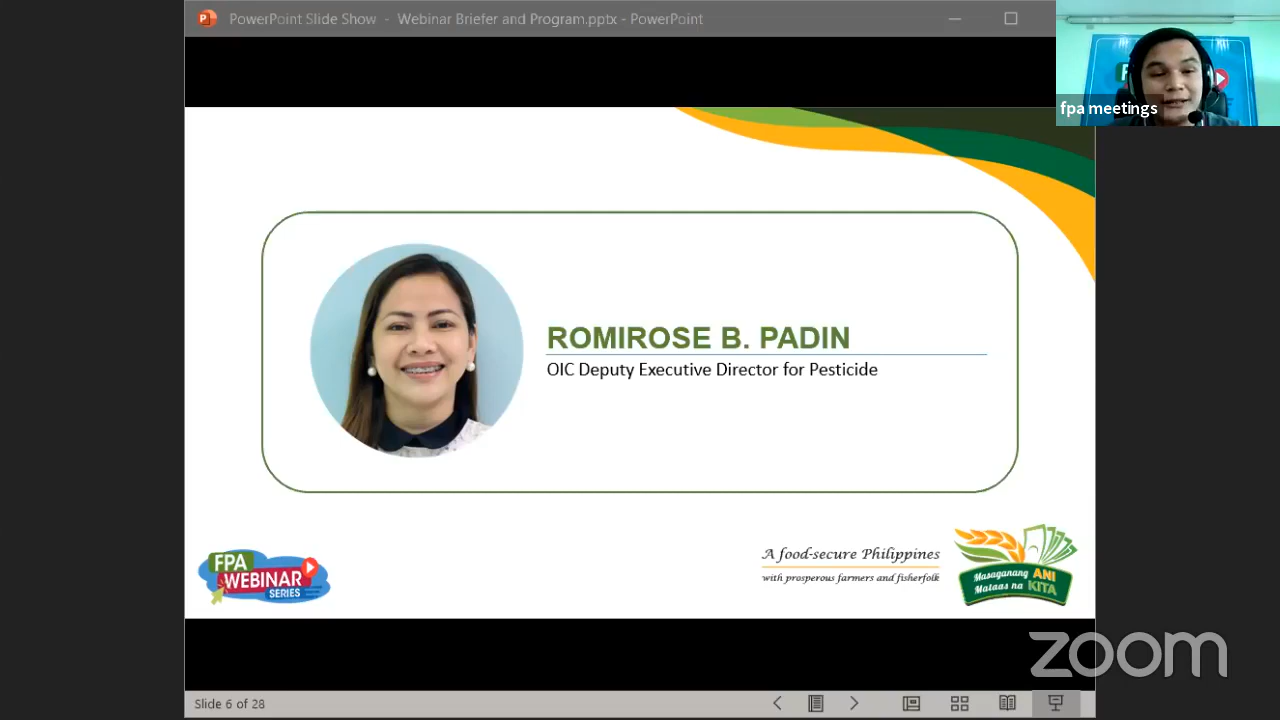 PowerPoint Slide Show - Webinar Briefer and Program.pptx - PowerPoint
fpa meetings
ROMIROSE B. PADIN
OIC Deputy Executive Director for Pesticide
FPA
WEBINAR
SERIES
A food-secure Philippines
with prosperous farmers and fisherfolk
Masaganang ANI
Mataas na KITA
zoom
Slide 6 of 28